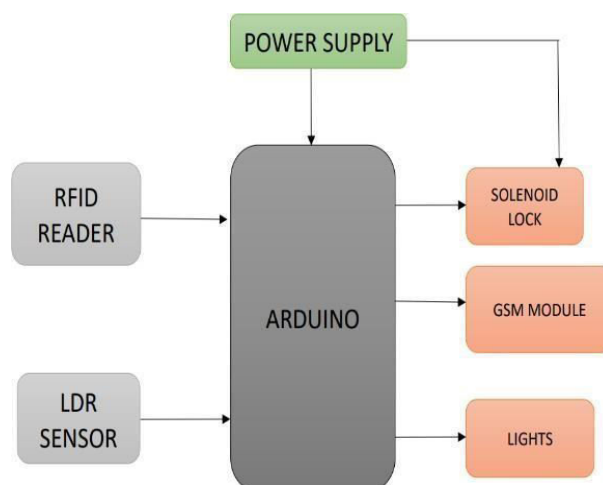 POWER SUPPLY
RFID
READER
SOLENOID
LOCK
ARDUINO
GSM MODULE
LDR
SENSOR
LIGHTS